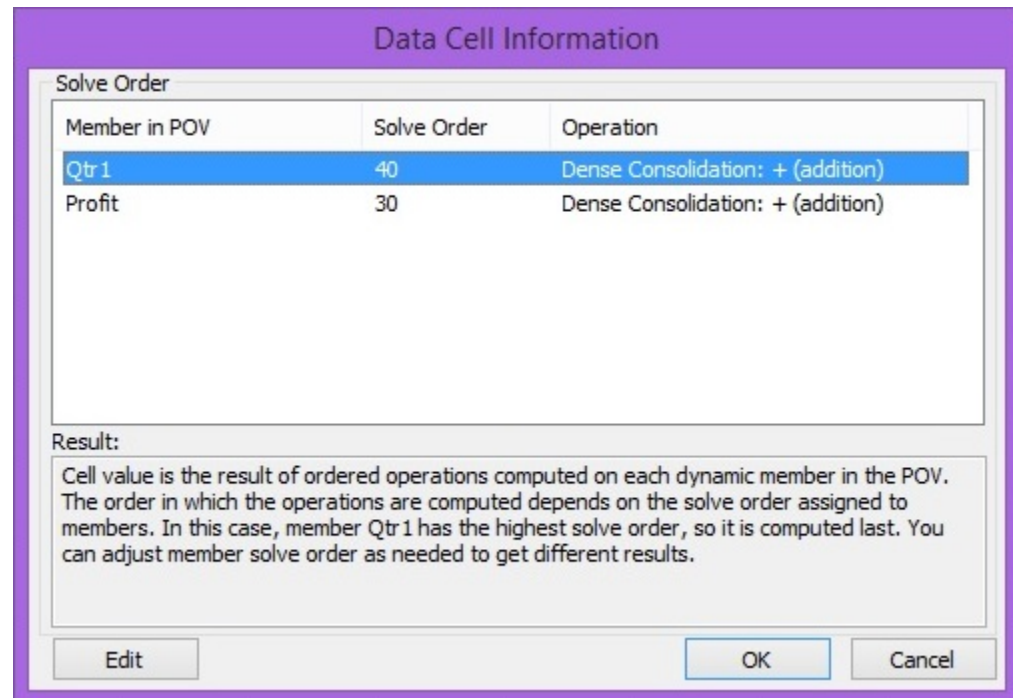 Data Cell Information
Solve Order
Member in POV Solve Order Operation
Qtr1 40 Dense Consolidation: + (addition)
Profit 30 Dense Consolidation: + (addition)
Result:
Cell value is the result of ordered operations computed on each dynamic member in the POV.
The order in which the operations are computed depends on the solve order assigned to
members. In this case, member Qtr1 has the highest solve order, so it is computed last. You
can adjust member solve order as needed to get different results.
Edit OK Cancel